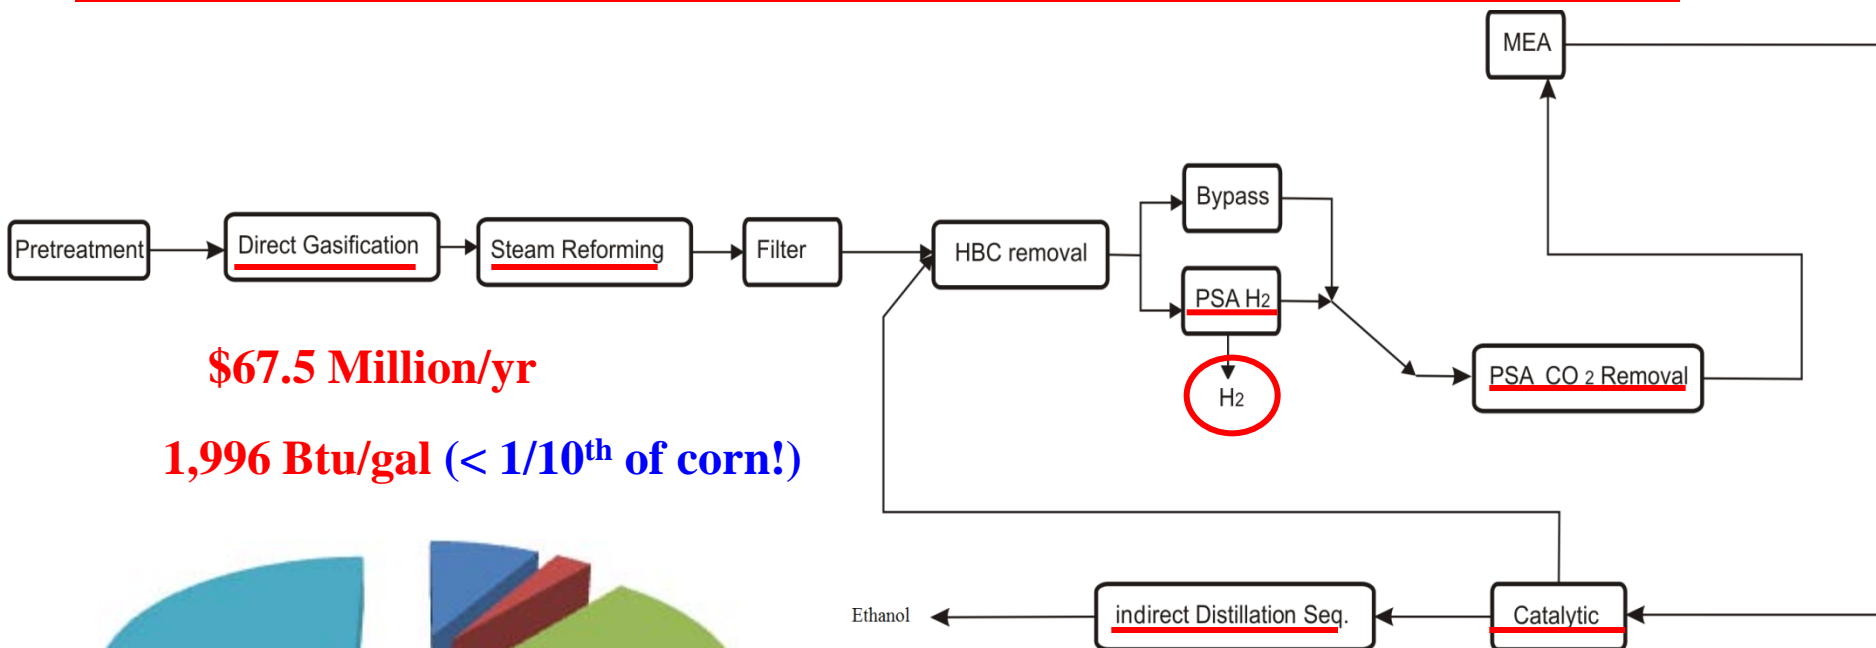 MEA
Bypass
Pretreatment
Direct Gasification
Steam Reforming
Filter
HBC removal
PSA H2
H2
PSA CO 2 Removal
$67.5 Million/yr
1,996 Btu/gal (< 1/10th of corn!)
Ethanol
indirect Distillation Seq.
Catalytic